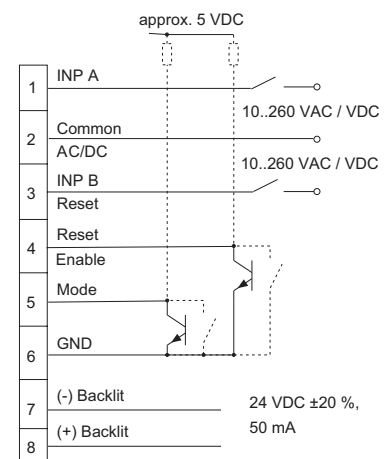 approx. 5 VDC
1 INP A
10..260 VAC / VDC
2 Common
AC/DC
10..260 VAC / VDC
3 INP B
Reset
4 Reset
Enable
5 Mode
6 GND
7 (-) Backlit
24 VDC ±20 %,
50 mA
8 (+) Backlit